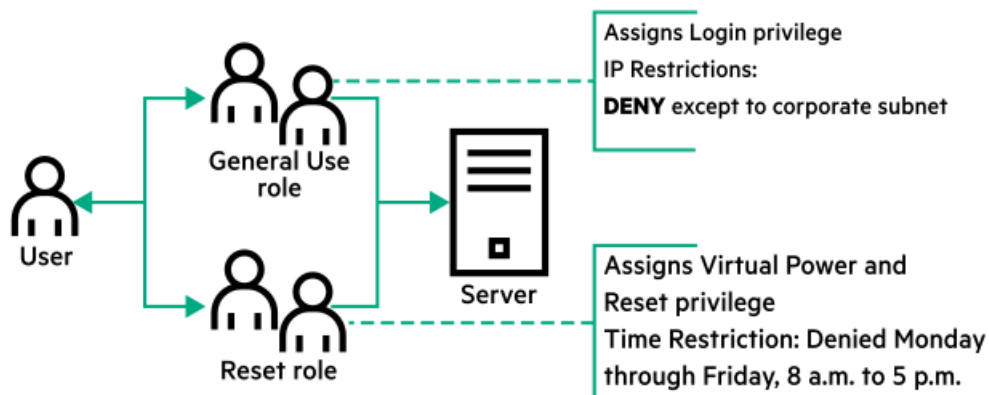 Assigns Login privilege
IP Restrictions:
DENY except to corporate subnet
General Use
role
User
Server
Assigns Virtual Power and
Reset privilege
Time Restriction: Denied Monday
through Friday, 8 a.m. to 5 p.m.
Reset role